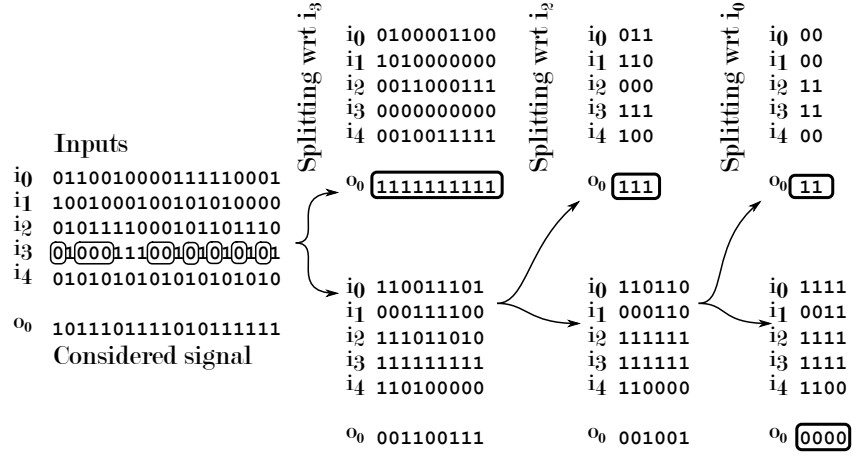 Inputs
i0 0110010000111110001
i1 1001000100101010000
i2 0101111000101101110
i3 0100011100101010101
i4 0101010101010101010
o0 1011101111010111111
Considered signal
Splitting wrt i3
i0 0100001100
i1 1010000000
i2 0011000111
i3 0000000000
i4 0010011111
o0 1111111111
i0 110011101
i1 000111100
i2 111011010
i3 111111111
i4 110100000
o0 001100111
Splitting wrt i2
i0 011
i1 110
i2 000
i3 111
i4 100
o0 111
i0 110110
i1 000110
i2 111111
i3 111111
i4 110000
o0 001001
Splitting wrt i0
i0 00
i1 00
i2 11
i3 11
i4 00
o0 11
i0 1111
i1 0011
i2 1111
i3 1111
i4 1100
o0 0000